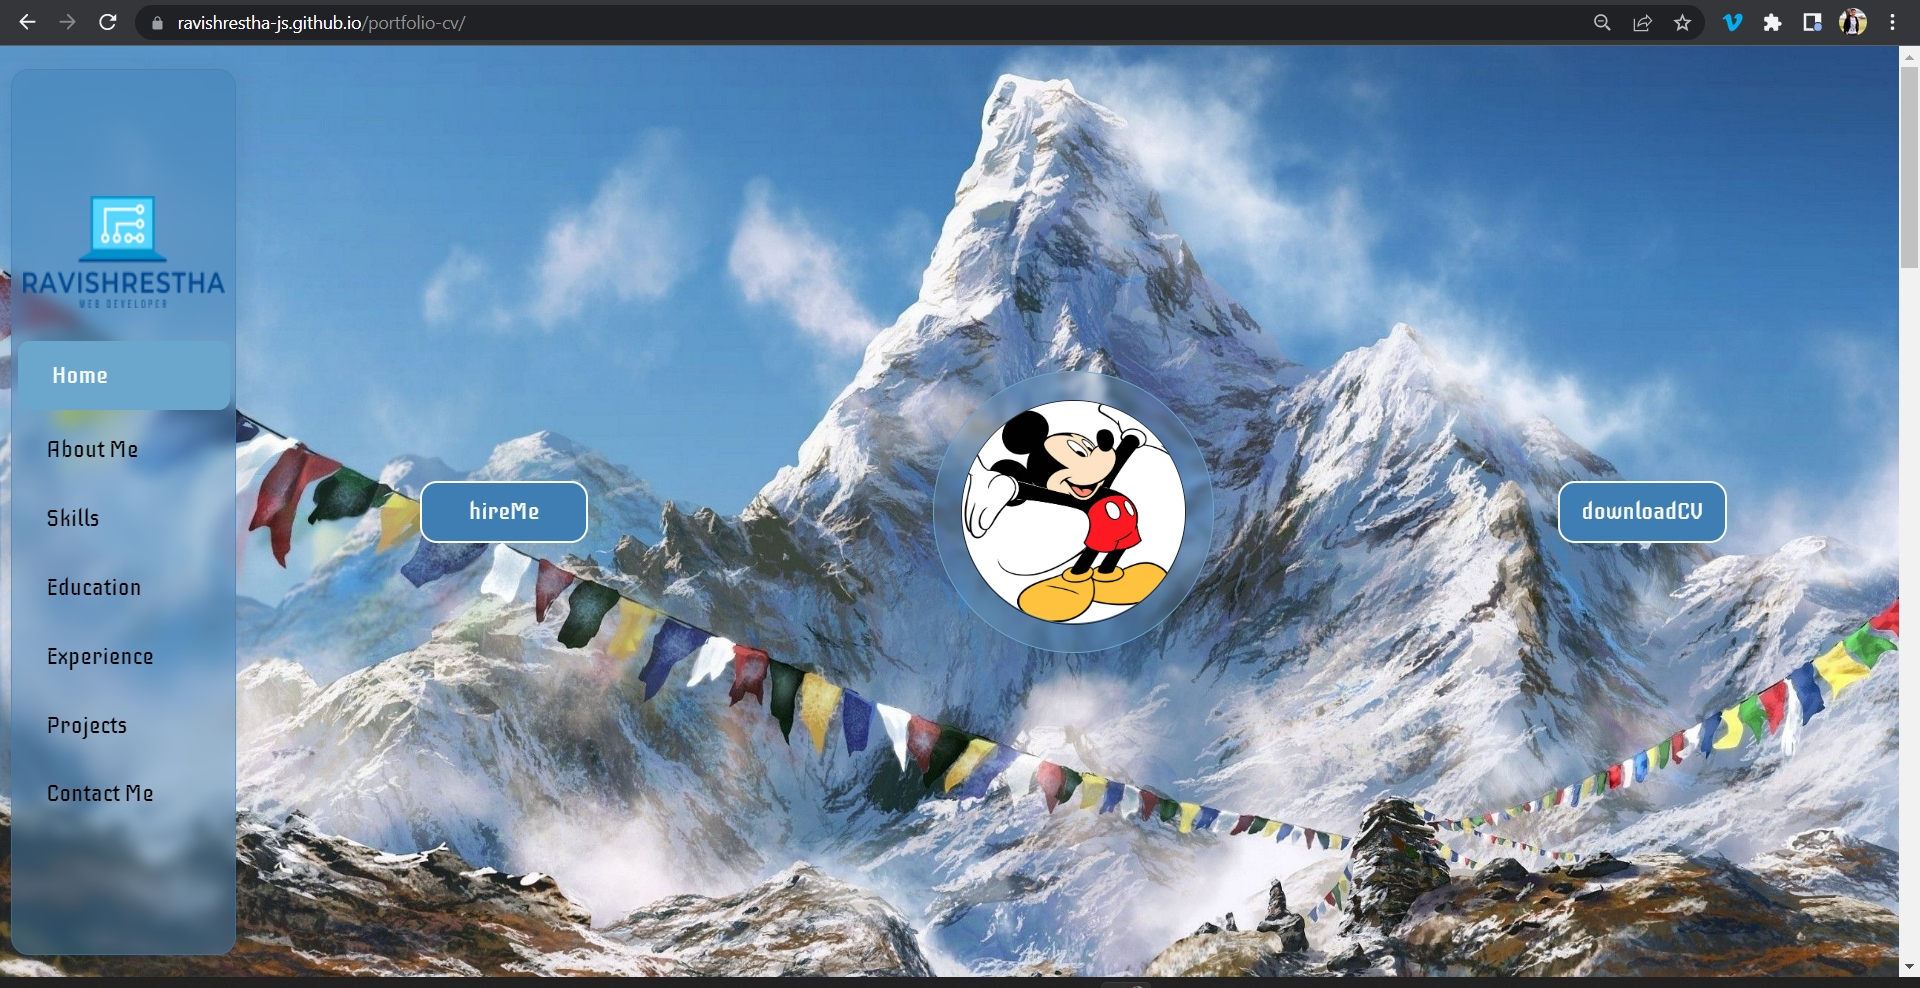 ravishrestha-js.github.io/portfolio-cv/
RAVISHRESTHA
WEB DEVELOPER
Home
About Me
Skills
Education
Experience
Projects
Contact Me
hireMe
downloadCV